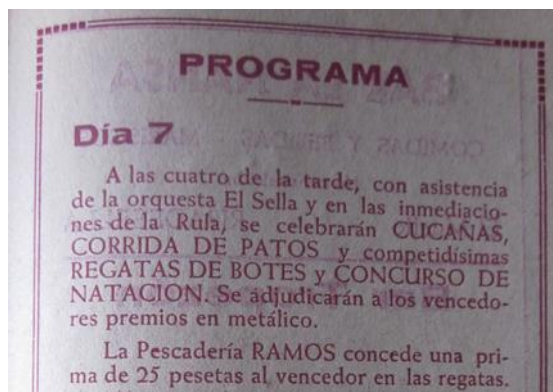 PROGRAMA
Día 7
A las cuatro de la tarde, con asistencia
de la orquesta El Sella y en las inmediacio-
nes de la Rula, se celebrarán CUCAÑAS,
CORRIDA DE PATOS y competidísimas
REGATAS DE BOTES y CONCURSO DE
NATACION. Se adjudicarán a los vencedo-
res premios en metálico.
La Pescadería RAMOS concede una pri-
ma de 25 pesetas al vencedor en las regatas.